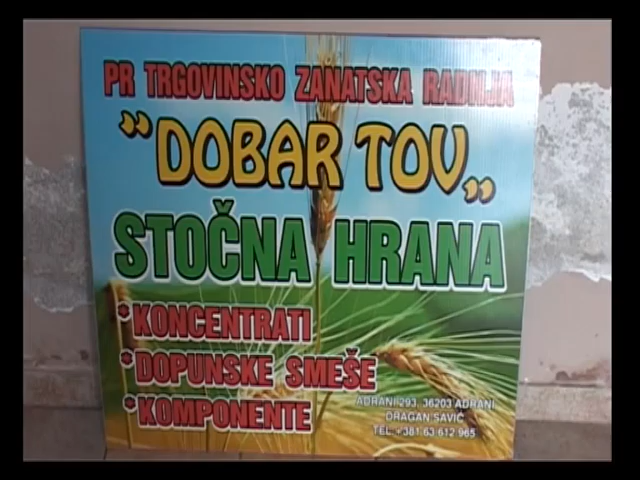 PR TRGOVINSKO ZANATSKA RADNJA
"DOBAR TOV"
STOČNA HRANA
*KONCENTRATI
*DOPUNSKE SMEŠE
*KOMPONENTE
ADRANI 293, 36203 ADRANI
DRAGAN SAVIĆ
TEL: +381 63 612 965